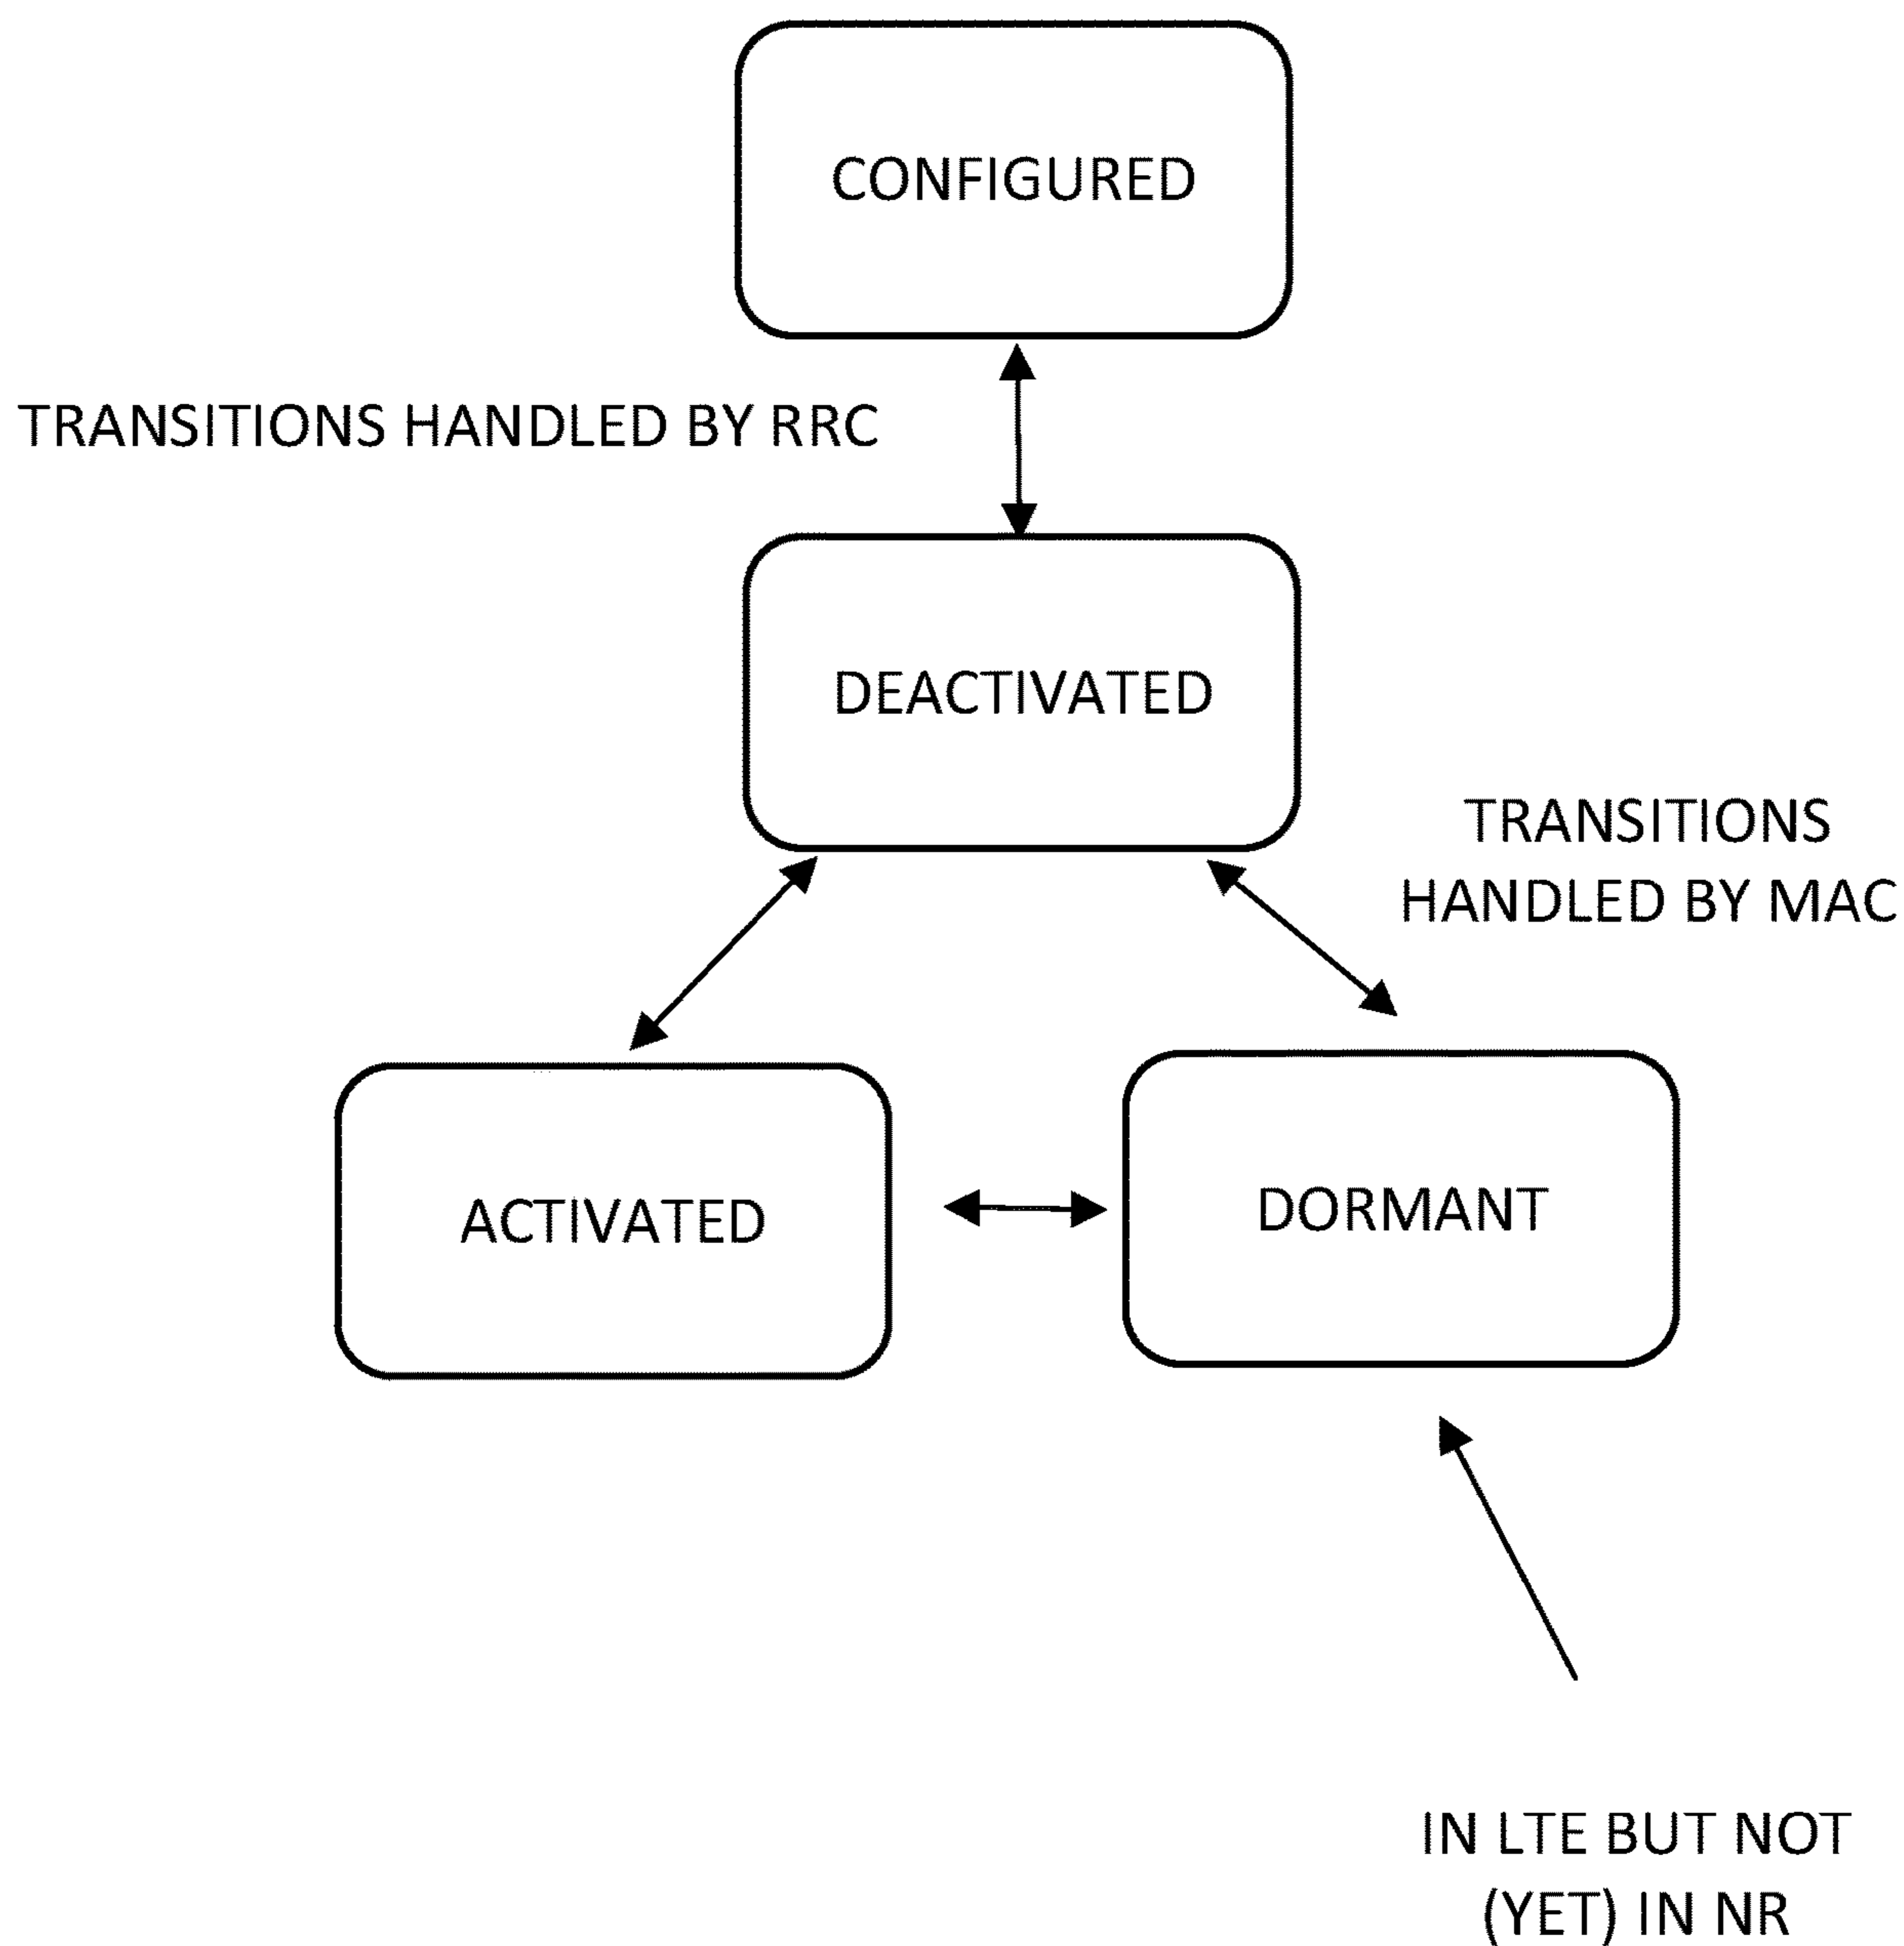 CONFIGURED
TRANSITIONS HANDLED BY RRC
DEACTIVATED
TRANSITIONS
HANDLED BY MAC
ACTIVATED
DORMANT
IN LTE BUT NOT
(YET) IN NR